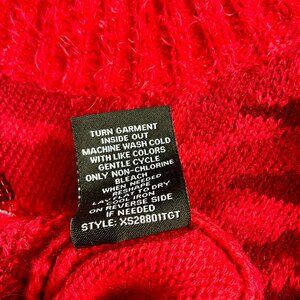 TURN GARMENT
INSIDE OUT
MACHINE WASH COLD
WITH LIKE COLORS
GENTLE CYCLE
ONLY NON-CHLORINE
BLEACH
WHEN NEEDED
RESHAPE
LAY FLAT TO DRY
COOL IRON
ON REVERSE SIDE
IF NEEDED
STYLE: XS28801TGT